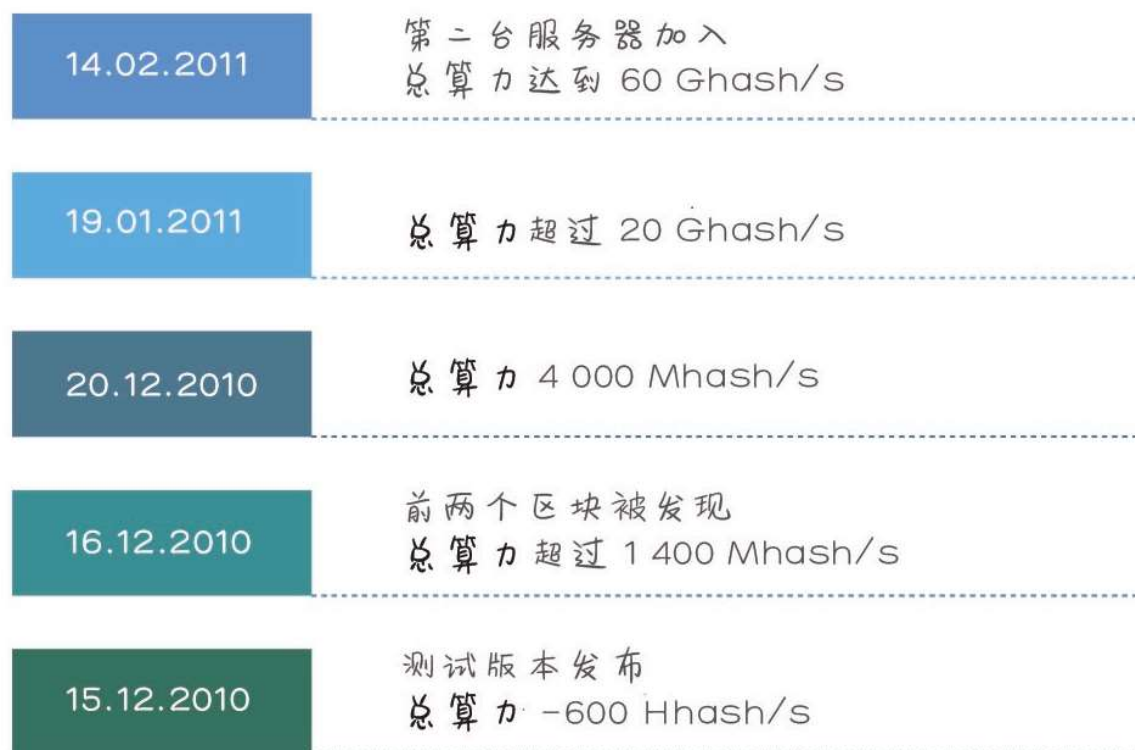 14.02.2011
第二台服务器加入
总算力达到 60 Ghash/s
19.01.2011
总算力超过 20 Ghash/s
20.12.2010
总算力 4 000 Mhash/s
16.12.2010
前两个区块被发现
总算力超过 1 400 Mhash/s
15.12.2010
测试版本发布
总算力 -600 Hhash/s